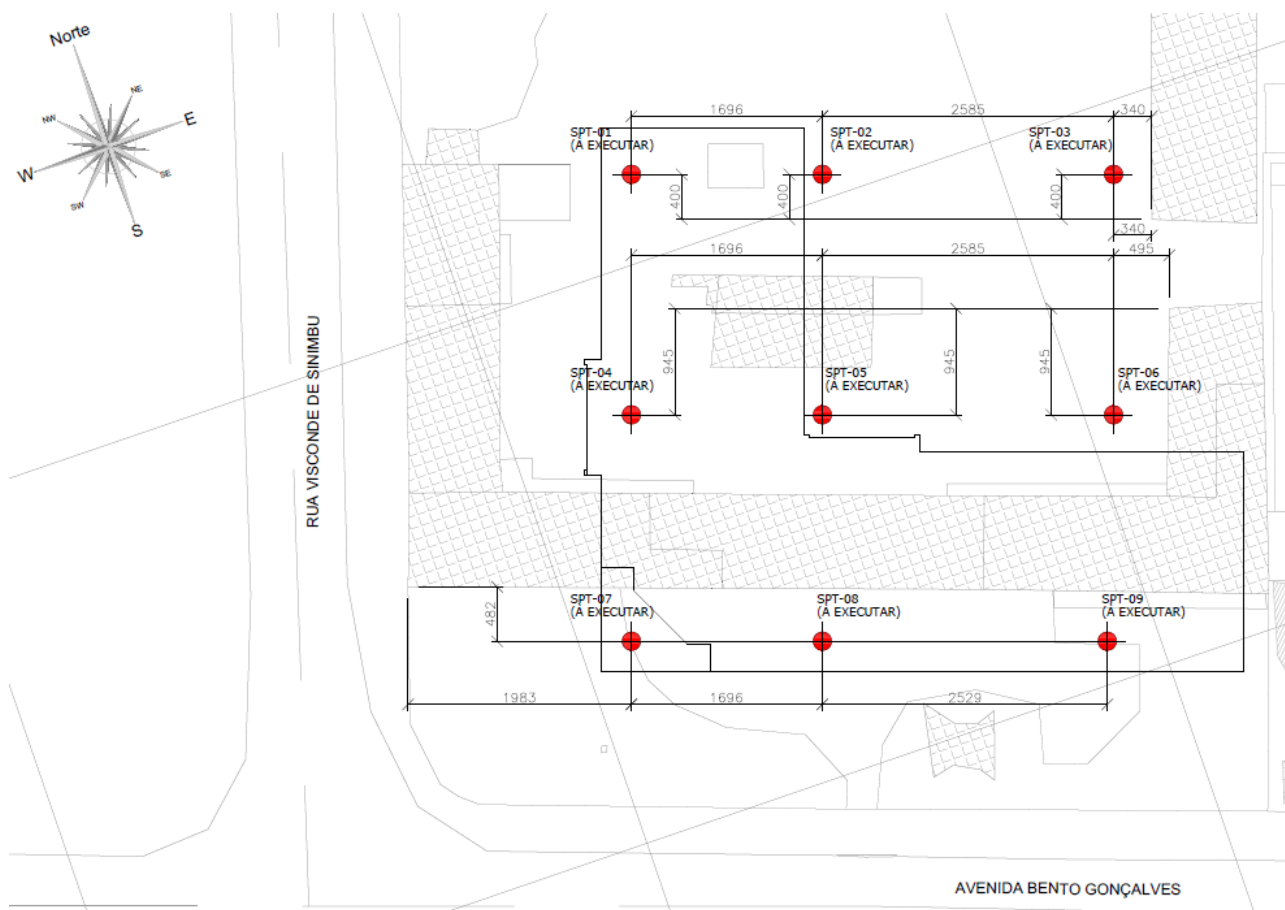 Norte
NE
E
SE
S
SW
W
NW
1696
2585
340
SPT-01
(A EXECUTAR)
SPT-02
(A EXECUTAR)
SPT-03
(A EXECUTAR)
400
400
400
340
1696
2585
495
945
945
945
SPT-04
(A EXECUTAR)
SPT-05
(A EXECUTAR)
SPT-06
(A EXECUTAR)
RUA VISCONDE DE SINIMBU
482
SPT-07
(A EXECUTAR)
SPT-08
(A EXECUTAR)
SPT-09
(A EXECUTAR)
1983
1696
2529
AVENIDA BENTO GONÇALVES